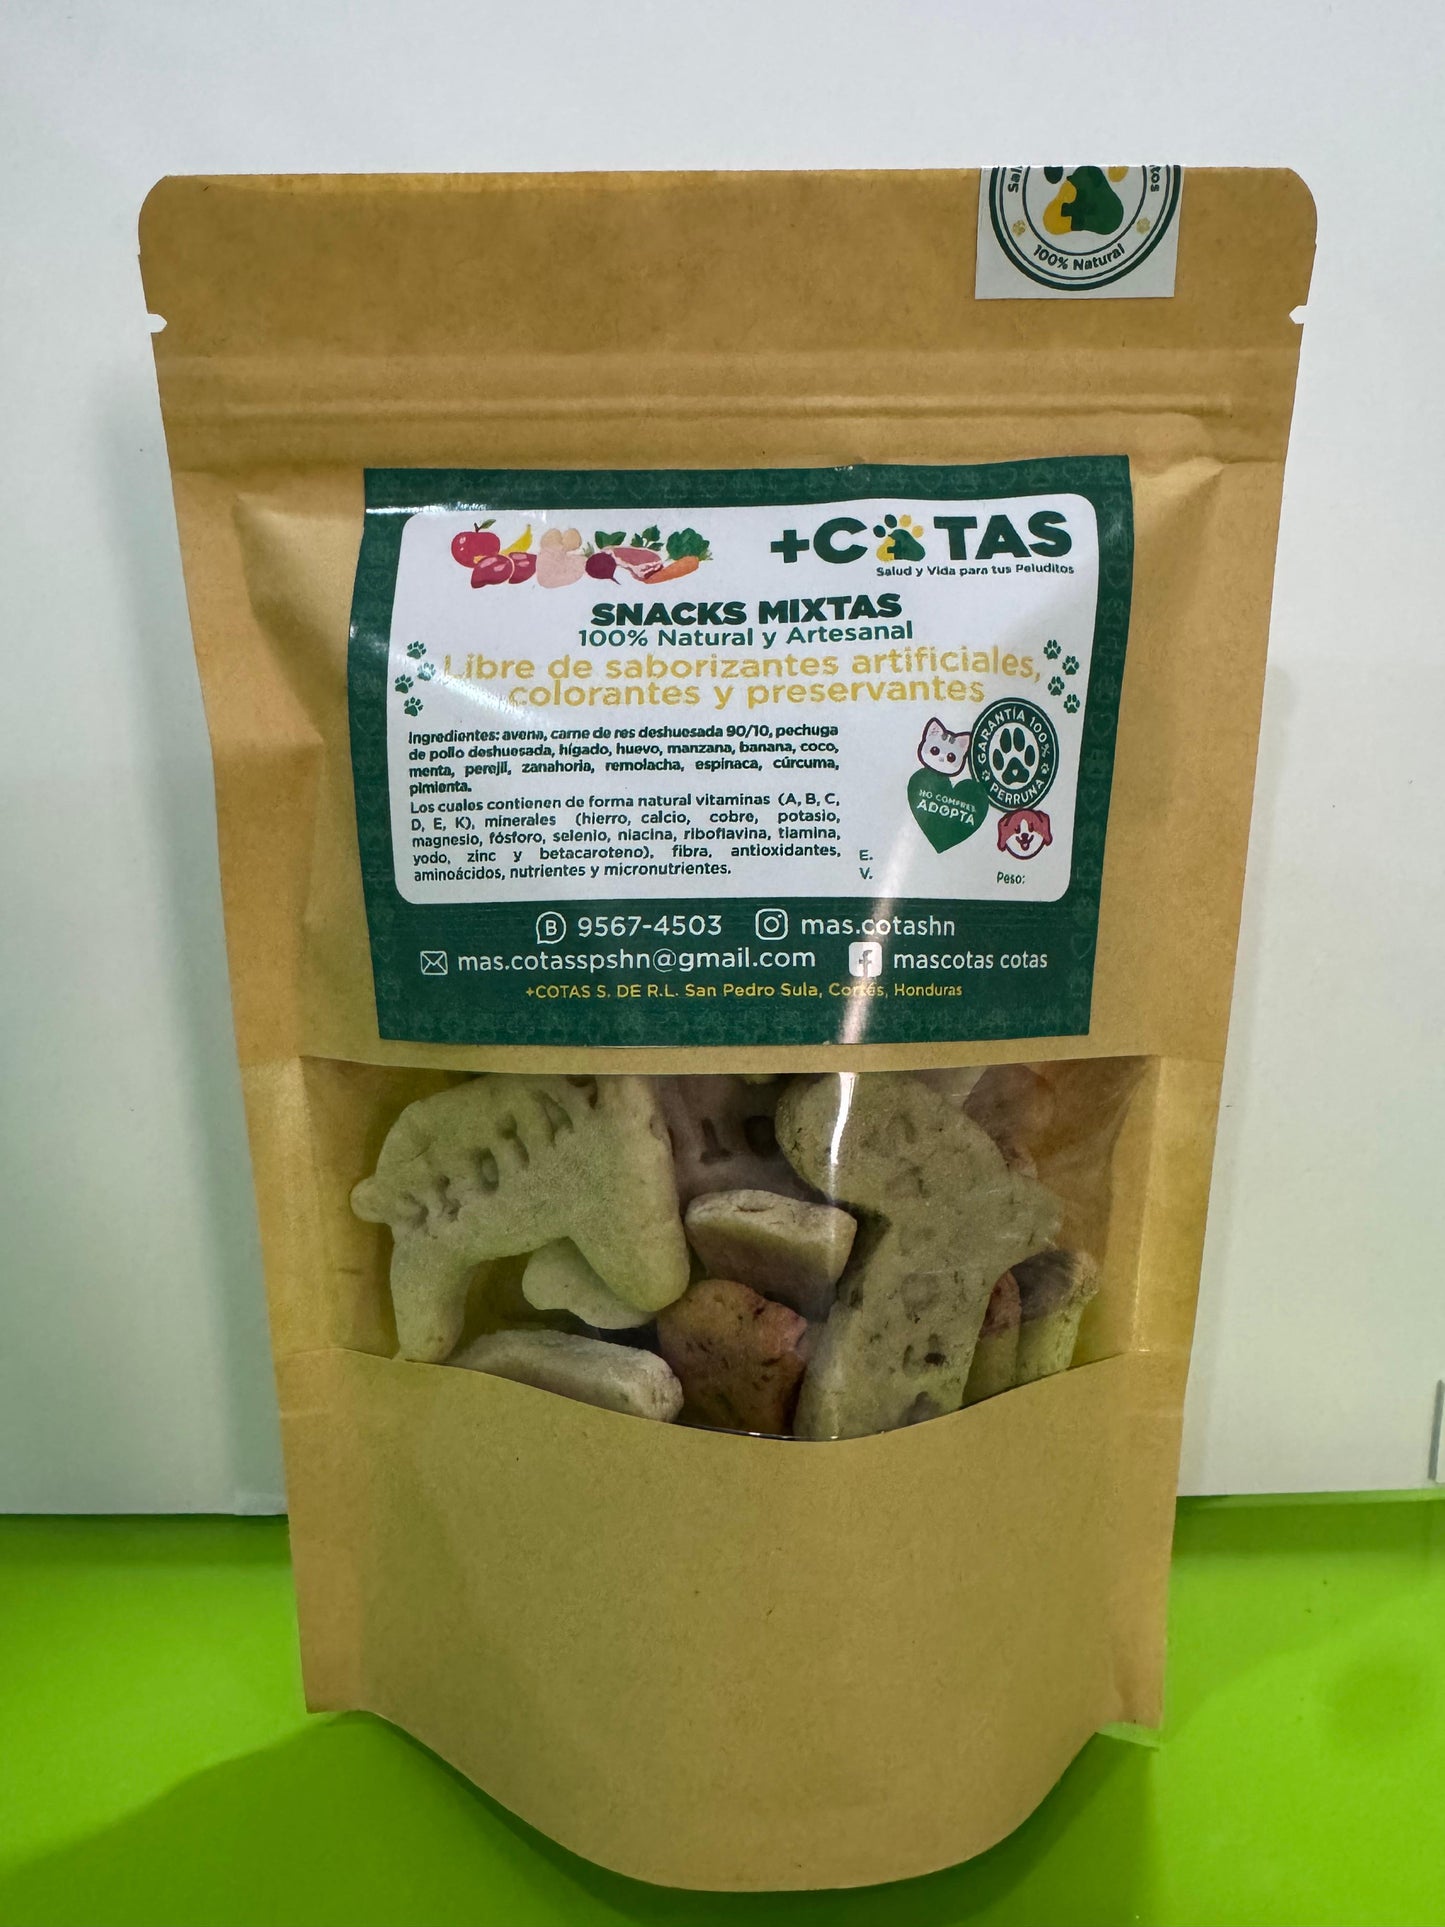 100% Natural
+COTAS
Salud y Vida para tus Peluditos
SNACKS MIXTAS
100% Natural y Artesanal
Libre de saborizantes artificiales,
colorantes y preservantes
Ingredientes: avena, carne de res deshuesada 90/10, pechuga
de pollo deshuesada, hígado, huevo, manzana, banana, coco,
menta, perejil, zanahoria, remolacha, espinaca, cúrcuma,
pimienta.
Los cuales contienen de forma natural vitaminas (A, B, C,
D, E, K), minerales (hierro, calcio, cobre, potasio,
magnesio, fósforo, selenio, niacina, riboflavina, tiamina,
yodo, zinc y betacaroteno), fibra, antioxidantes,
aminoácidos, nutrientes y micronutrientes.
GARANTÍA 100%
PERRUNA
NO COMPRES
ADOPTA
E.
V.
Peso:
9567-4503 mas.cotashn
mas.cotasspshn@gmail.com mascotas cotas
+COTAS S. DE R.L. San Pedro Sula, Cortés, Honduras